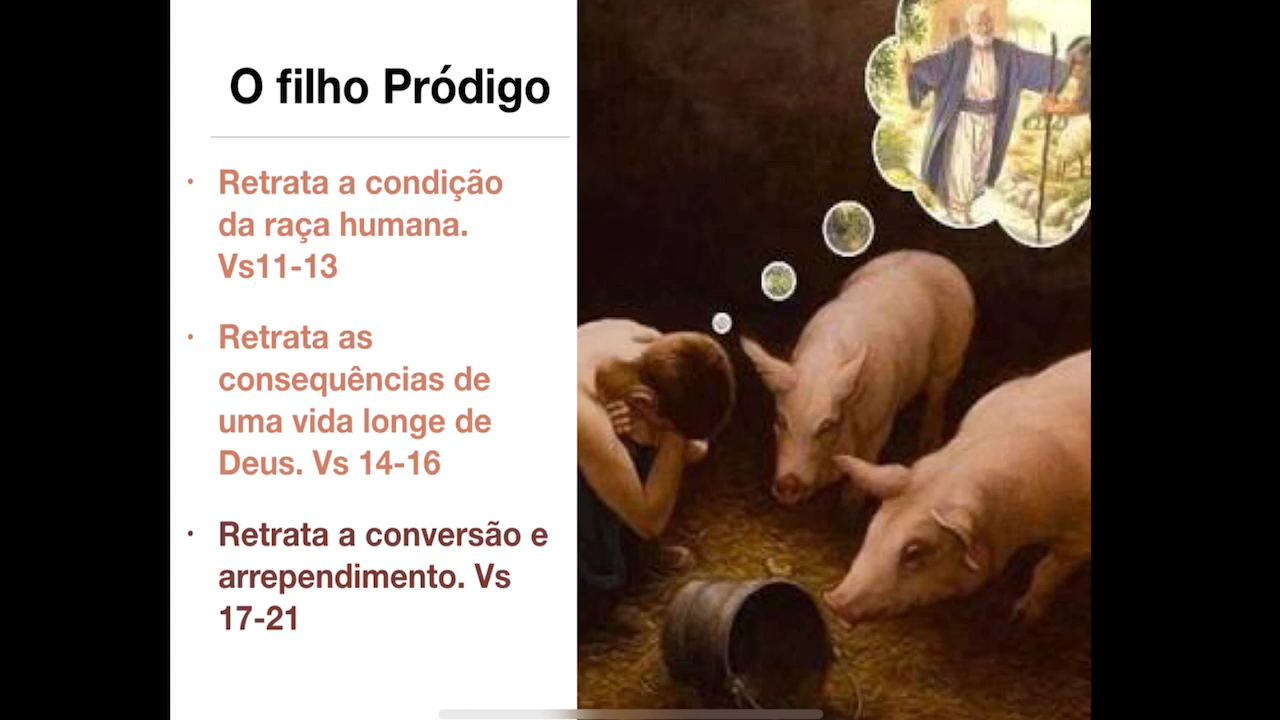 O filho Pródigo
· Retrata a condição
da raça humana.
Vs11-13
· Retrata as
consequências de
uma vida longe de
Deus. Vs 14-16
· Retrata a conversão e
arrependimento. Vs
17-21